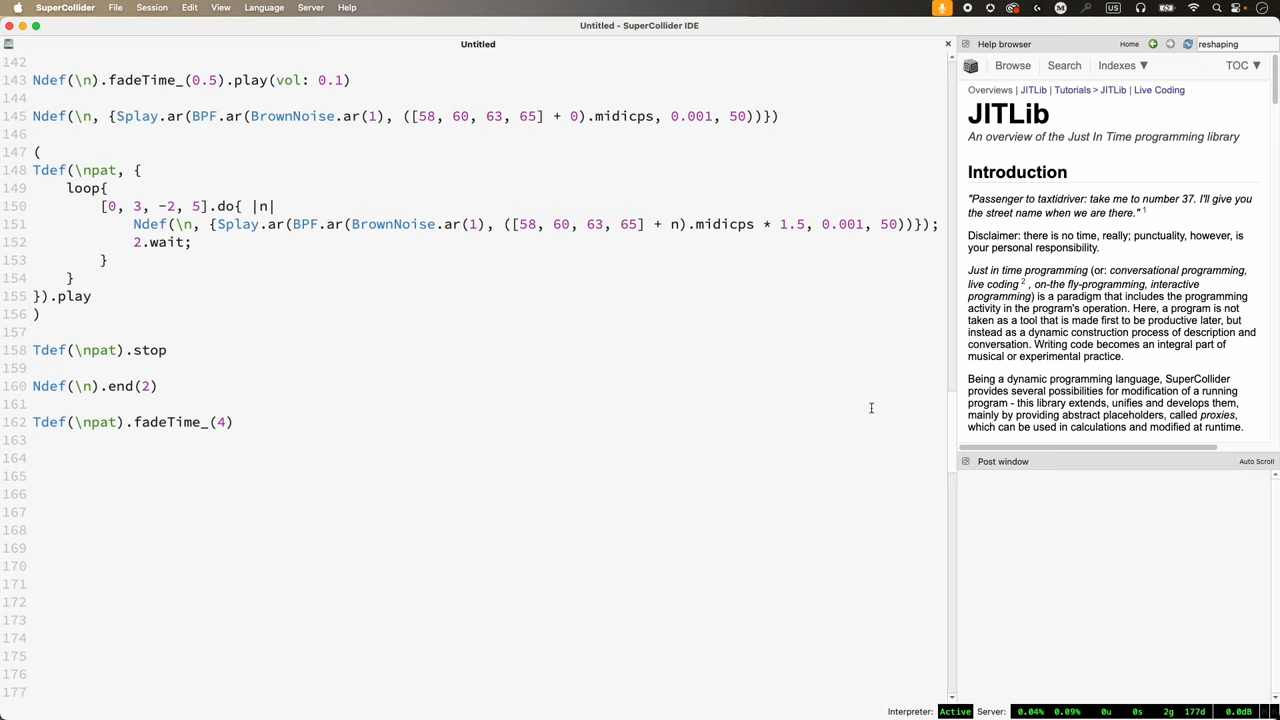 SuperCollider File Session Edit View Language Server Help
Untitled - SuperCollider IDE
Untitled
Help browser Home reshaping
Browse Search Indexes ▼ TOC ▼
Overviews | JITLib | Tutorials > JITLib | Live Coding
JITLib
An overview of the Just In Time programming library
Introduction
"Passenger to taxtidriver: take me to number 37. I'll give you
the street name when we are there." 1
Disclaimer: there is no time, really; punctuality, however, is
your personal responsibility.
Just in time programming (or: conversational programming,
live coding 2 , on-the fly-programming, interactive
programming) is a paradigm that includes the programming
activity in the program's operation. Here, a program is not
taken as a tool that is made first to be productive later, but
instead as a dynamic construction process of description and
conversation. Writing code becomes an integral part of
musical or experimental practice.
Being a dynamic programming language, SuperCollider
provides several possibilities for modification of a running
program - this library extends, unifies and develops them,
mainly by providing abstract placeholders, called proxies,
which can be used in calculations and modified at runtime.
Post window Auto Scroll
142
143 Ndef(\n).fadeTime_(0.5).play(vol: 0.1)
144
145 Ndef(\n, {Splay.ar(BPF.ar(BrownNoise.ar(1), ([58, 60, 63, 65] + 0).midicps, 0.001, 50))})
146
147 (
148 Tdef(\npat, {
149 loop{
150 [0, 3, -2, 5].do{ |n|
151 Ndef(\n, {Splay.ar(BPF.ar(BrownNoise.ar(1), ([58, 60, 63, 65] + n).midicps * 1.5, 0.001, 50))});
152 2.wait;
153 }
154 }
155 }).play
156 )
157
158 Tdef(\npat).stop
159
160 Ndef(\n).end(2)
161
162 Tdef(\npat).fadeTime_(4)
163
164
165
166
167
168
169
170
171
172
173
174
175
176
177
Interpreter: Active Server: 0.04% 0.09% 0u 0s 2g 177d 0.0dB